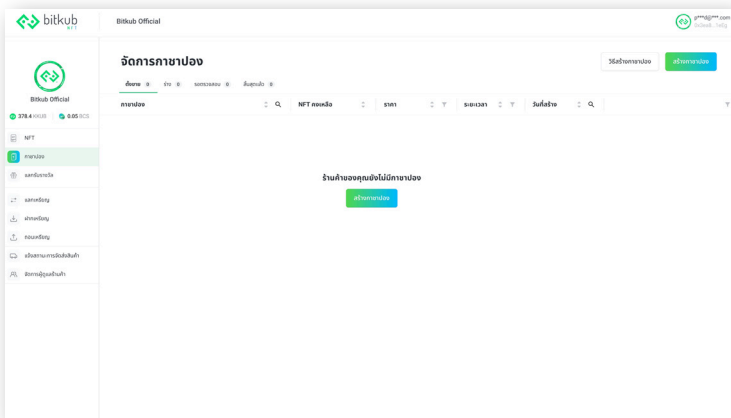 bitkub
NFT
Bitkub Official
p***d@***.com
จัดการกาชาปอง
วิธีสร้างกาชาปอง
สร้างกาชาปอง
ตั้งขาย 0 ร่าง 0 รอตรวจสอบ 0 สิ้นสุดแล้ว 0
กาชาปอง NFT คงเหลือ ราคา ระยะเวลา วันที่สร้าง
Bitkub Official
378.4 KKUB 0.05 BCS
NFT
กาชาปอง
แลกรับรางวัล
แลกเหรียญ
ฝากเหรียญ
ถอนเหรียญ
แจ้งสถานะการจัดส่งสินค้า
จัดการผู้ดูแลร้านค้า
ร้านค้าของคุณยังไม่มีกาชาปอง
สร้างกาชาปอง